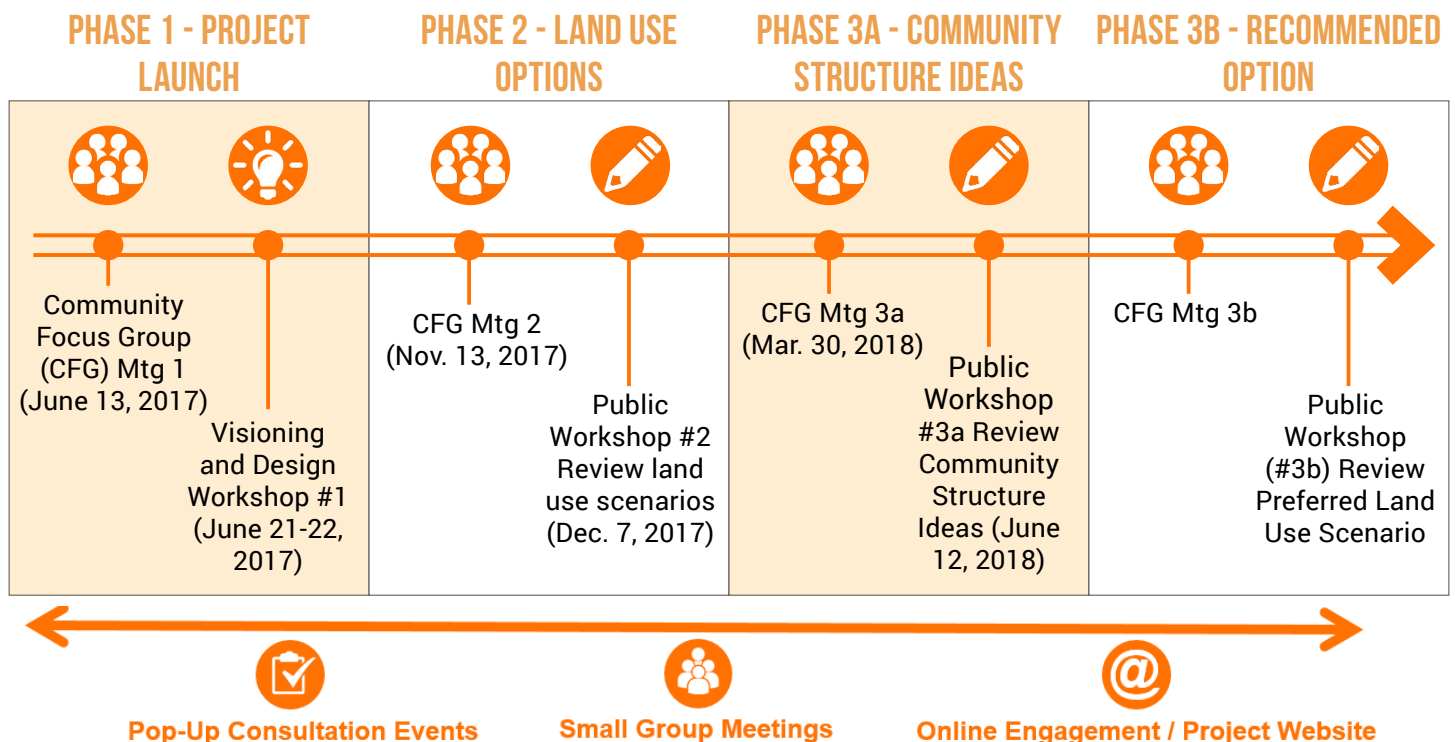 PHASE 1 - PROJECT
LAUNCH
PHASE 2 - LAND USE
OPTIONS
PHASE 3A - COMMUNITY
STRUCTURE IDEAS
PHASE 3B - RECOMMENDED
OPTION
Community
Focus Group
(CFG) Mtg 1
(June 13, 2017)
Visioning
and Design
Workshop #1
(June 21-22,
2017)
CFG Mtg 2
(Nov. 13, 2017)
Public
Workshop #2
Review land
use scenarios
(Dec. 7, 2017)
CFG Mtg 3a
(Mar. 30, 2018)
Public
Workshop
#3a Review
Community
Structure
Ideas (June
12, 2018)
CFG Mtg 3b
Public
Workshop
(#3b) Review
Preferred Land
Use Scenario
@
Pop-Up Consultation Events
Small Group Meetings
Online Engagement / Project Website